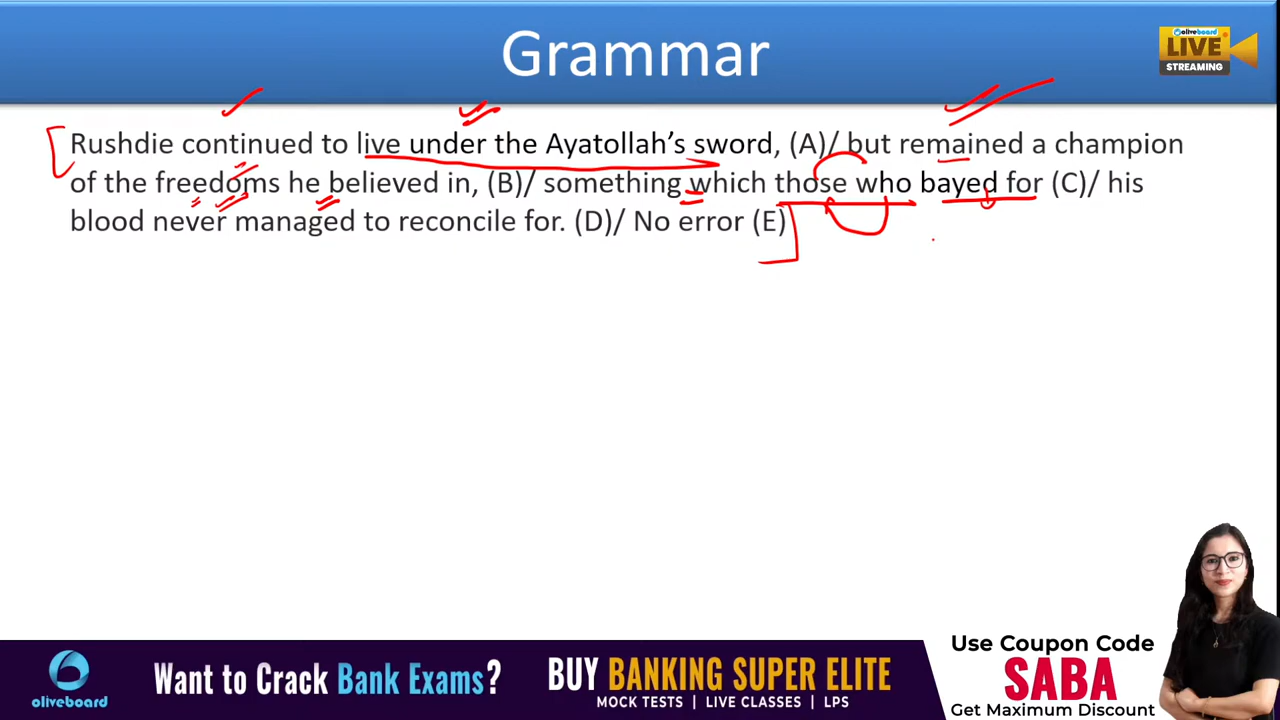 Grammar
oliveboard
LIVE
STREAMING
Rushdie continued to live under the Ayatollah's sword, (A)/ but remained a champion
of the freedoms he believed in, (B)/ something which those who bayed for (C)/ his
blood never managed to reconcile for. (D)/ No error (E)
oliveboard
Want to Crack Bank Exams?
BUY BANKING SUPER ELITE
MOCK TESTS | LIVE CLASSES | LPS
Use Coupon Code
SABA
Get Maximum Discount